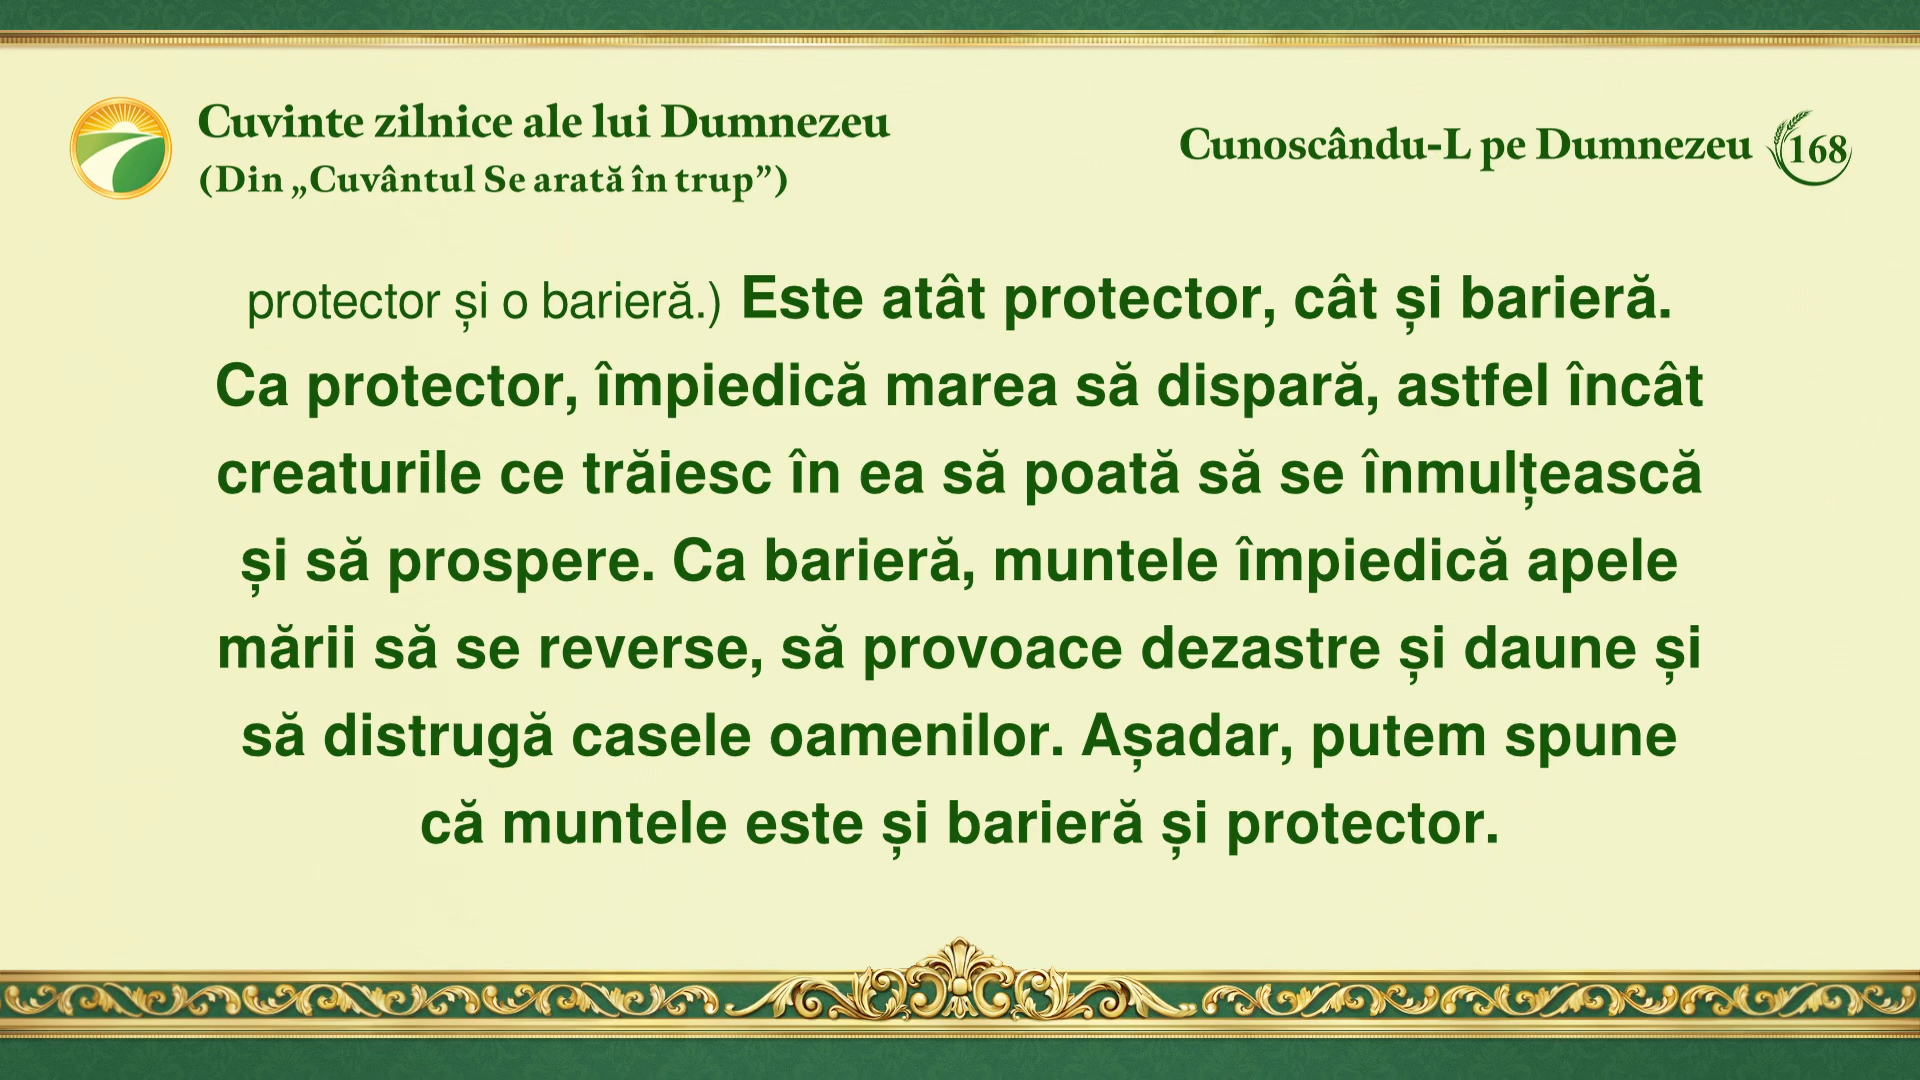 Cuvinte zilnice ale lui Dumnezeu
(Din „Cuvântul Se arată în trup”)
Cunoscându-L pe Dumnezeu 168
protector și o barieră.) Este atât protector, cât și barieră.
Ca protector, împiedică marea să dispară, astfel încât
creaturile ce trăiesc în ea să poată să se înmulțească
și să prospere. Ca barieră, muntele împiedică apele
mării să se reverse, să provoace dezastre și daune și
să distrugă casele oamenilor. Așadar, putem spune
că muntele este și barieră și protector.